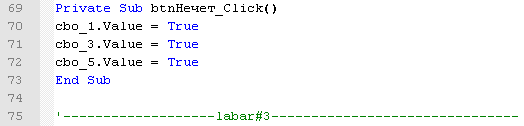 69 Private Sub btnНечет_Click()
70 cbo_1.Value = True
71 cbo_3.Value = True
72 cbo_5.Value = True
73 End Sub
74
75 '-------------------labar#3-------------------------------